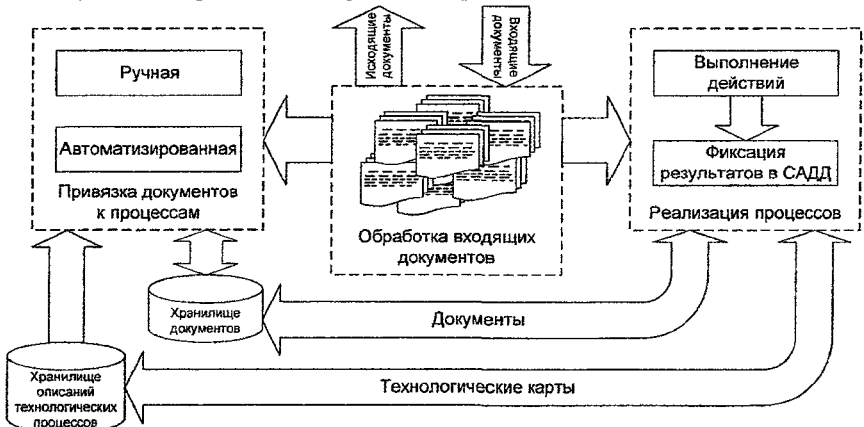 Исходящие
документы
Входящие
документы
Ручная
Автоматизированная
Привязка документов
к процессам
Обработка входящих
документов
Выполнение
действий
Фиксация
результатов в САДД
Реализация процессов
Хранилище
документов
Документы
Хранилище
описаний
технологических
процессов
Технологические карты